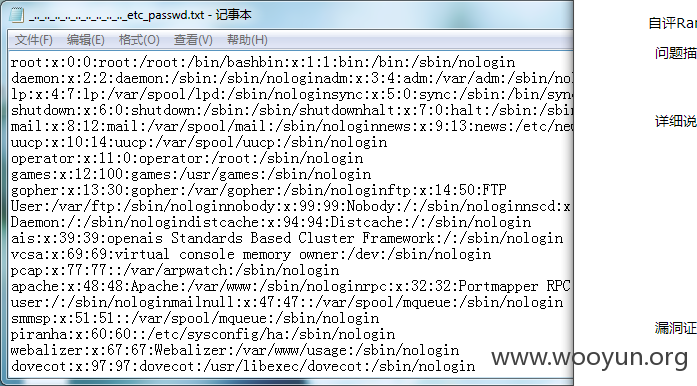 _.._.._.._.._.._.._.._.._.._.._etc_passwd.txt - 记事本
文件(F) 编辑(E) 格式(O) 查看(V) 帮助(H)
root:x:0:0:root:/root:/bin/bashbin:x:1:1:bin:/bin:/sbin/nologin
daemon:x:2:2:daemon:/sbin:/sbin/nologinadm:x:3:4:adm:/var/adm:/sbin/nol
lp:x:4:7:lp:/var/spool/lpd:/sbin/nologinsync:x:5:0:sync:/sbin:/bin/sync
shutdown:x:6:0:shutdown:/sbin:/sbin/shutdownhalt:x:7:0:halt:/sbin:/sbin
mail:x:8:12:mail:/var/spool/mail:/sbin/nologinnews:x:9:13:news:/etc/new
uucp:x:10:14:uucp:/var/spool/uucp:/sbin/nologin
operator:x:11:0:operator:/root:/sbin/nologin
games:x:12:100:games:/usr/games:/sbin/nologin
gopher:x:13:30:gopher:/var/gopher:/sbin/nologinftp:x:14:50:FTP
User:/var/ftp:/sbin/nologinnobody:x:99:99:Nobody:/:/sbin/nologinnscd:x
Daemon:/:/sbin/nologindistcache:x:94:94:Distcache:/:/sbin/nologin
ais:x:39:39:openais Standards Based Cluster Framework:/:/sbin/nologin
vcsa:x:69:69:virtual console memory owner:/dev:/sbin/nologin
pcap:x:77:77::/var/arpwatch:/sbin/nologin
apache:x:48:48:Apache:/var/www:/sbin/nologinrpc:x:32:32:Portmapper RPC
user:/:/sbin/nologinmailnull:x:47:47::/var/spool/mqueue:/sbin/nologin
smmsp:x:51:51::/var/spool/mqueue:/sbin/nologin
piranha:x:60:60::/etc/sysconfig/ha:/sbin/nologin
webalizer:x:67:67:Webalizer:/var/www/usage:/sbin/nologin
dovecot:x:97:97:dovecot:/usr/libexec/dovecot:/sbin/nologin
自评Ran
问题描
详细说
漏洞证
www.wooyun.org